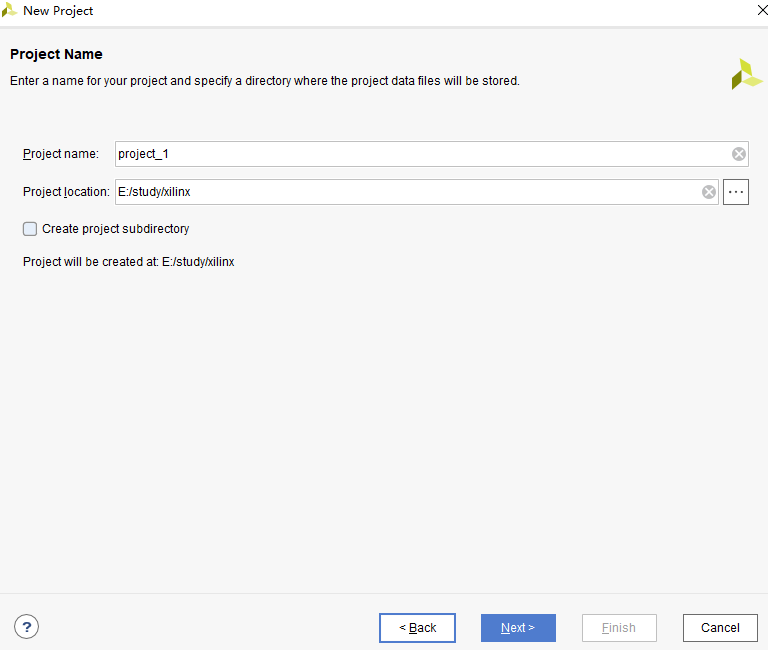 New Project
Project Name
Enter a name for your project and specify a directory where the project data files will be stored.
Project name: project_1
Project location: E:/study/xilinx ...
Create project subdirectory
Project will be created at: E:/study/xilinx
? < Back Next > Finish Cancel